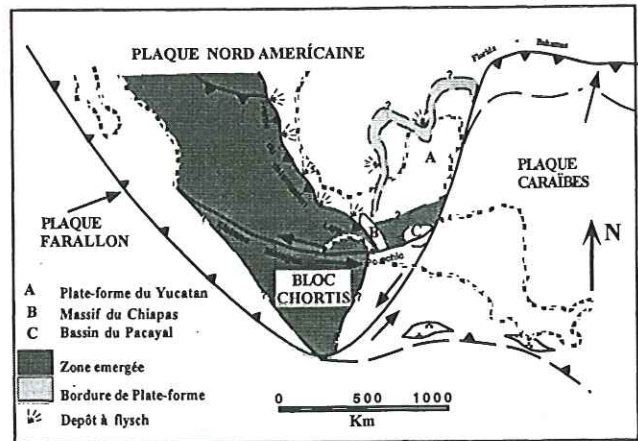 PLAQUE NORD AMERÍCAINE
Florida Bahamas
A
PLAQUE
CARAÏBES
PLAQUE
FARALLON
B
C
N
BLOC
CHORTIS
A Plate-forme du Yucatan
B Massif du Chiapas
C Bassin du Pacayal
Zone emergée
Bordure de Plate-forme
Depôt à flysch
0 500 1000
Km
? ? ?